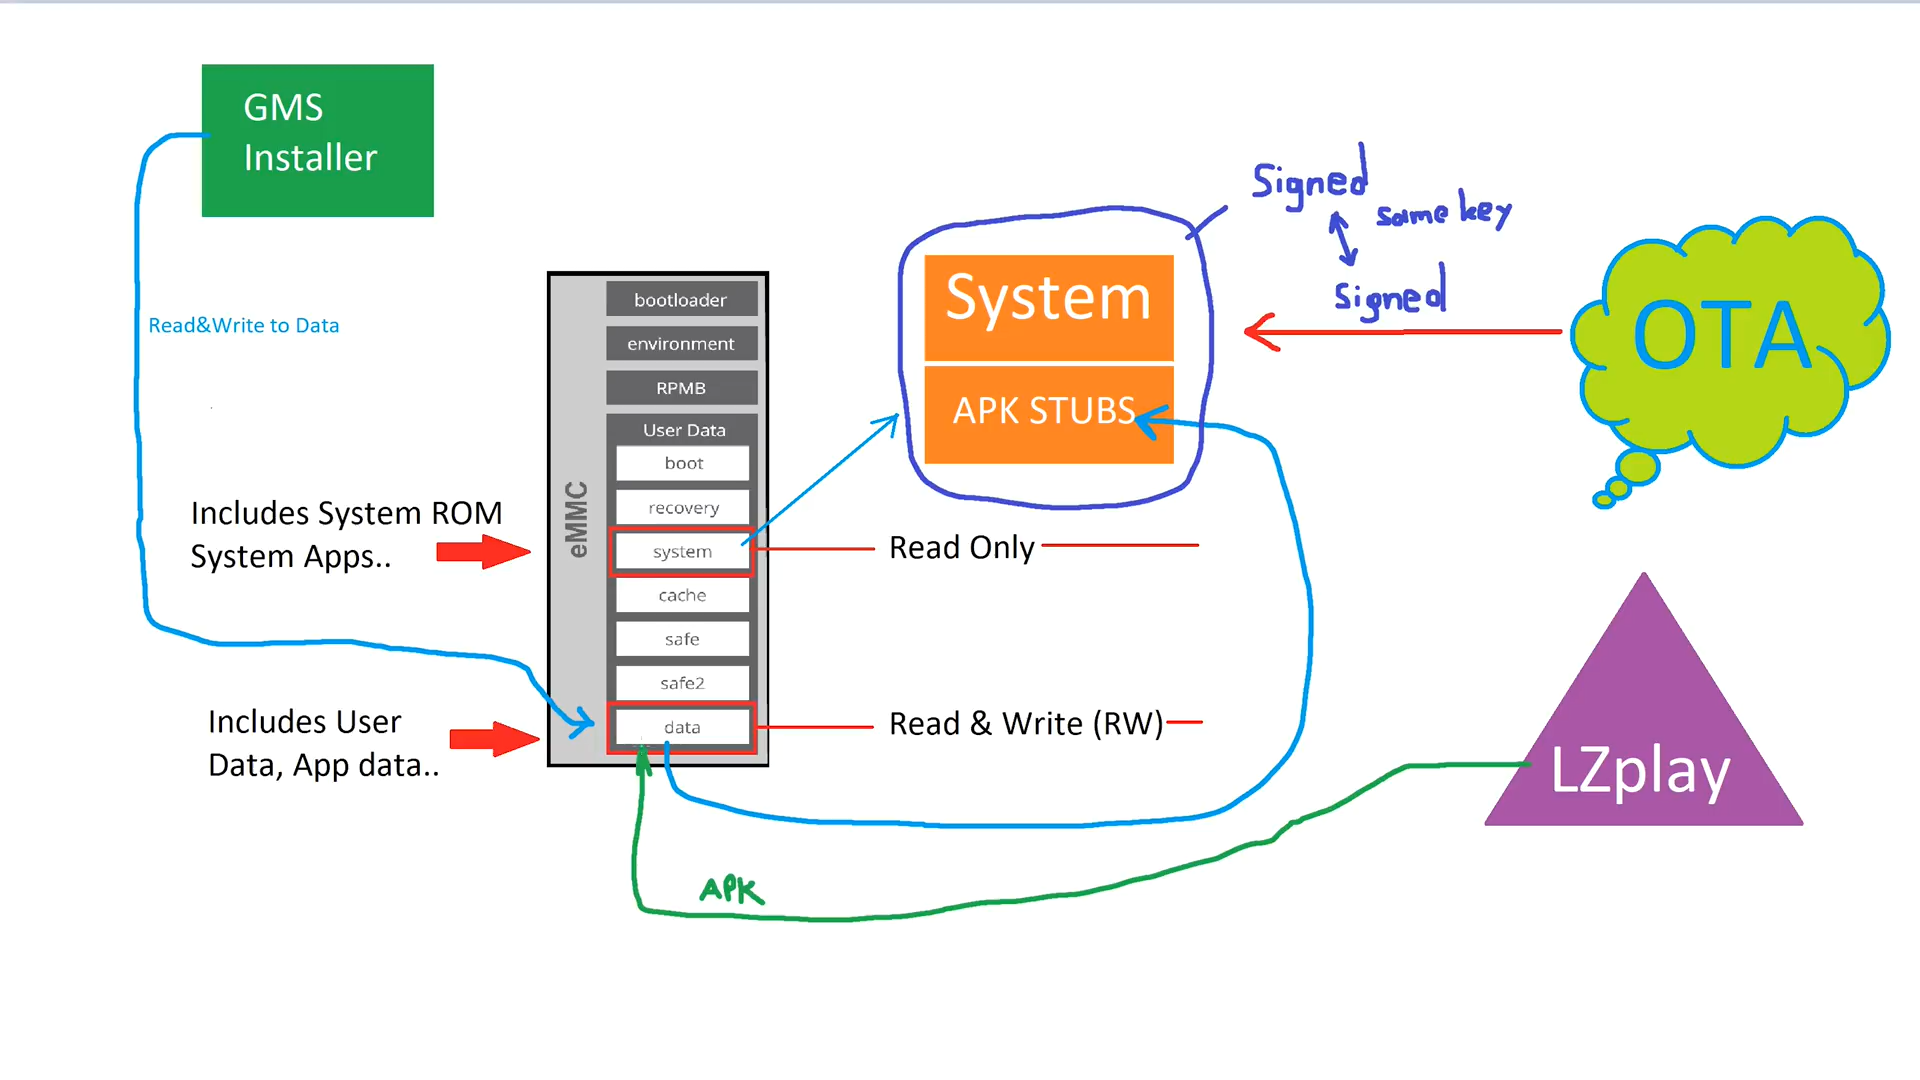 GMS
Installer
Read&Write to Data
Signed
same key
Signed
OTA
System
APK STUBS
eMMC
bootloader
environment
RPMB
User Data
boot
recovery
system
cache
safe
safe2
data
Includes System ROM
System Apps..
Read Only
Includes User
Data, App data..
Read & Write (RW)
LZplay
APK